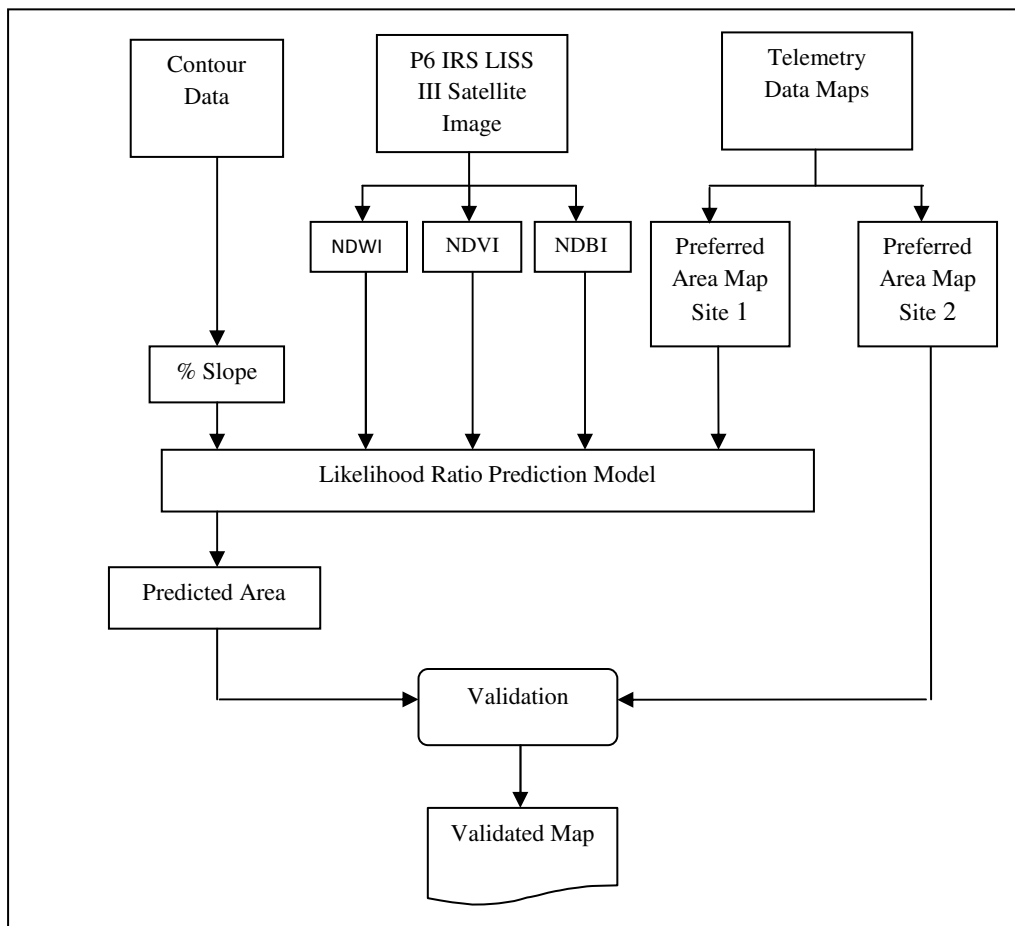 Contour
Data
P6 IRS LISS
III Satellite
Image
Telemetry
Data Maps
NDWI
NDVI
NDBI
Preferred
Area Map
Site 1
Preferred
Area Map
Site 2
% Slope
Likelihood Ratio Prediction Model
Predicted Area
Validation
Validated Map